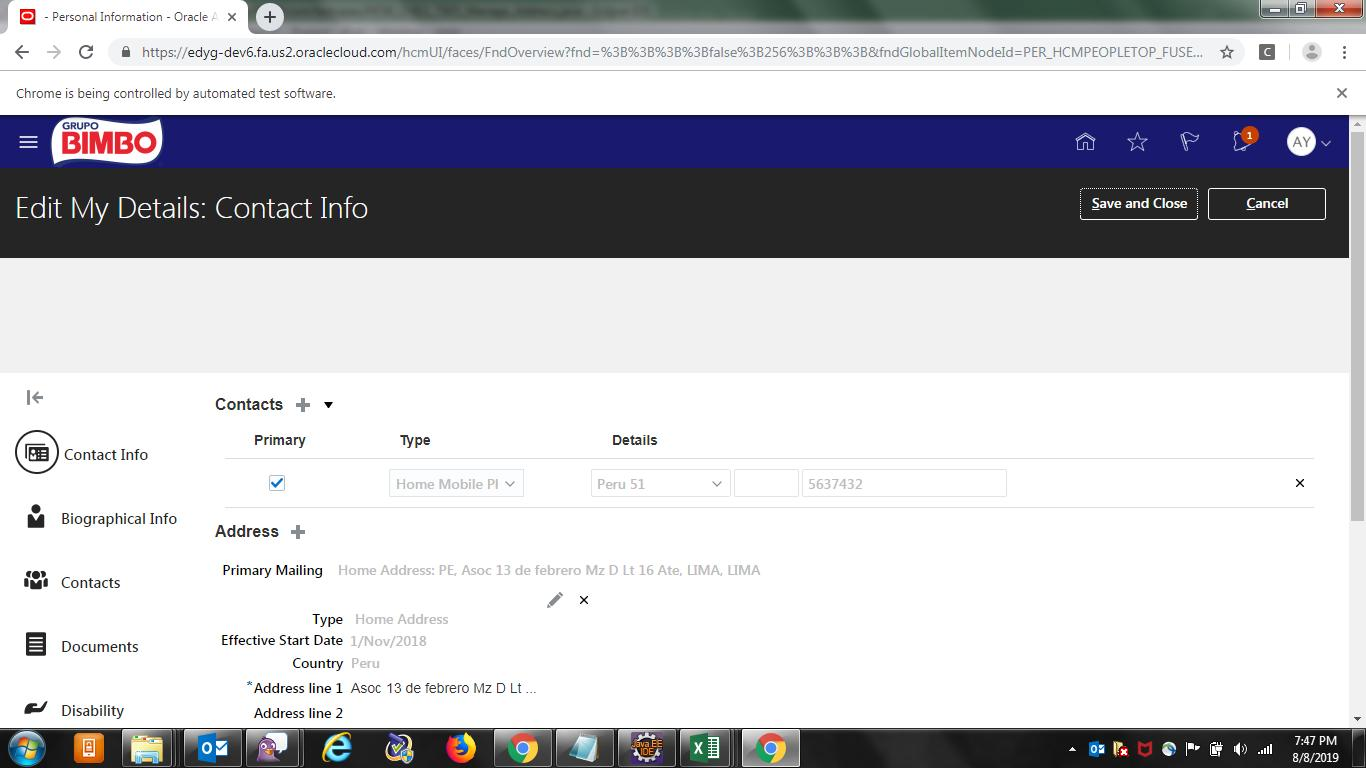 - Personal Information - Oracle A
https://edyg-dev6.fa.us2.oraclecloud.com/hcmUI/faces/FndOverview?fnd=%3B%3B%3B%3Bfalse%3B256%3B%3B%3B&fndGlobalItemNodeId=PER_HCMPEOPLETOP_FUSE...
C
Chrome is being controlled by automated test software.
GRUPO
BIMBO
1
AY
Edit My Details: Contact Info
Save and Close
Cancel
Contacts
Primary Type Details
Contact Info
Home Mobile Pl Peru 51 5637432
Biographical Info
Address
Primary Mailing Home Address: PE, Asoc 13 de febrero Mz D Lt 16 Ate, LIMA, LIMA
Contacts
Type Home Address
Effective Start Date 1/Nov/2018
Documents
Country Peru
*Address line 1 Asoc 13 de febrero Mz D Lt ...
Disability
Address line 2
Java EE
IDE
7:47 PM
8/8/2019